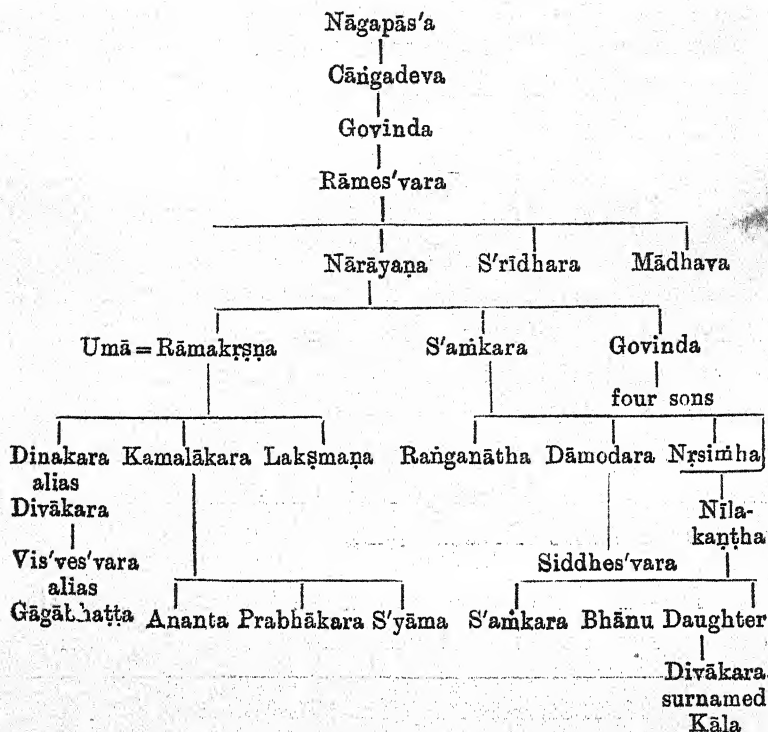 Nāgapās'a
Cāṅgadeva
Govinda
Rāmes'vara
Nārāyaṇa S'rīdhara Mādhava
Umā = Rāmakṛṣṇa S'aṁkara Govinda
four sons
Dinakara Kamalākara Lakṣmaṇa Raṅganātha Dāmodara Nṛsiṁha
alias
Divākara Nīla-
kaṇṭha
Vis'ves'vara Siddhes'vara
alias
Gāgābhaṭṭa Ananta Prabhākara S'yāma S'aṁkara Bhānu Daughter
Divākara
surnamed
Kāla